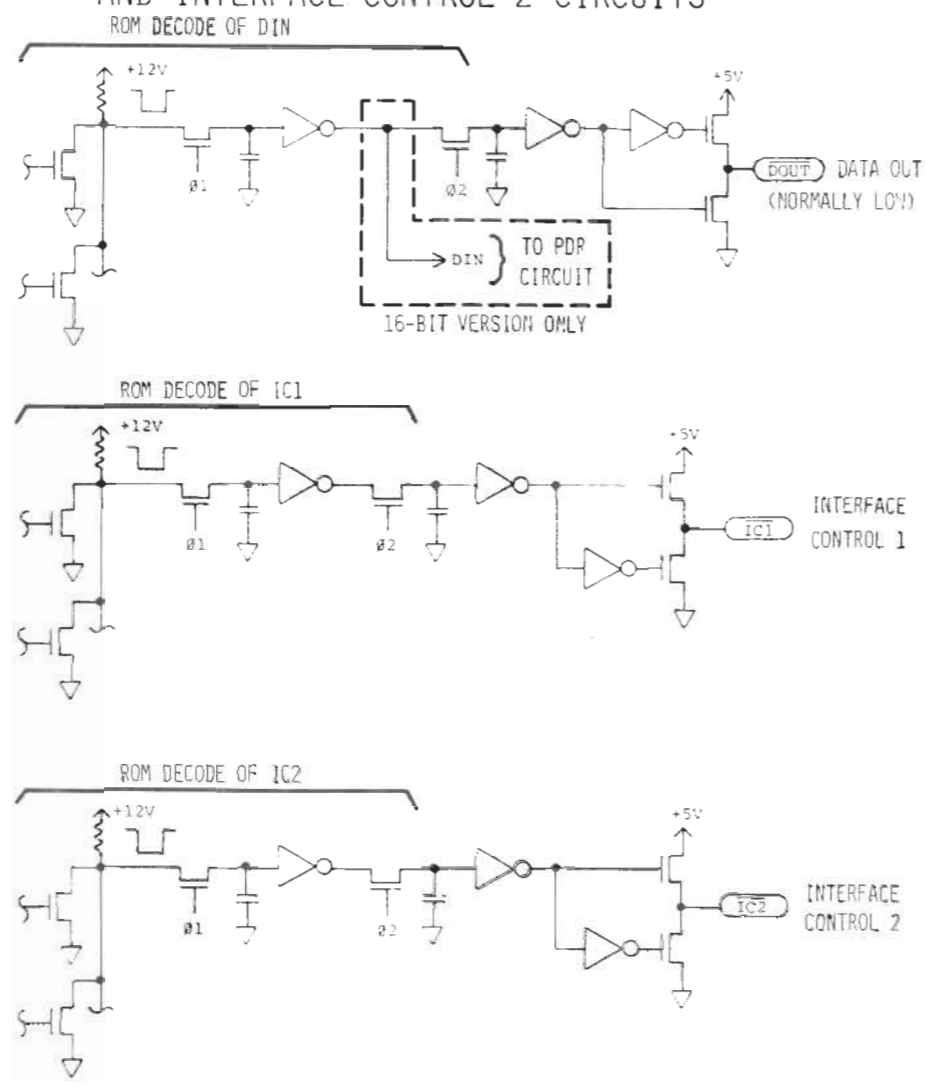 AND INTERFACE CONTROL 2 CIRCUITS
ROM DECODE OF DIN
+12V
+5V
Ø1
Ø2
DOUT
DATA OUT
(NORMALLY LOW)
DIN
TO PDR
CIRCUIT
16-BIT VERSION ONLY
ROM DECODE OF IC1
+12V
+5V
Ø1
Ø2
IC1
INTERFACE
CONTROL 1
ROM DECODE OF IC2
+12V
+5V
Ø1
Ø2
IC2
INTERFACE
CONTROL 2